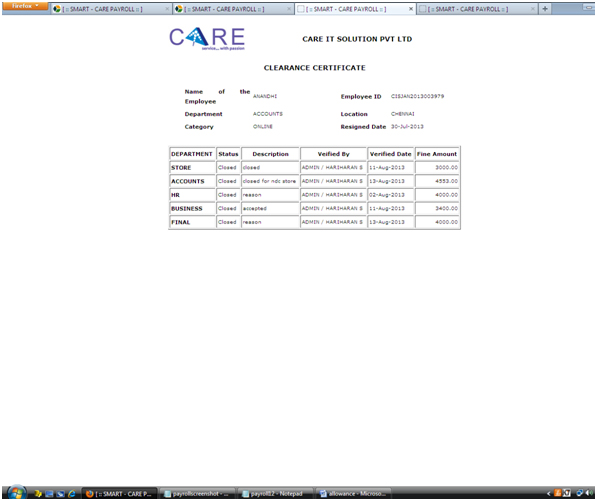 firefox
[ :: SMART - CARE PAYROLL :: ] × [ :: SMART - CARE PAYROLL :: ] × [ :: SMART - CARE PAYROLL :: ] × [ :: SMART - CARE PAYROLL :: ] × +
CARE
service... with passion
CARE IT SOLUTION PVT LTD
CLEARANCE CERTIFICATE
Name of the Employee ANANDHI Employee ID CISJAN2013003979
Department ACCOUNTS Location CHENNAI
Category ONLINE Resigned Date 30-Jul-2013
DEPARTMENT Status Description Veified By Verified Date Fine Amount
STORE Closed closed ADMIN / HARIHARAN S 11-Aug-2013 3000.00
ACCOUNTS Closed closed for ndc store ADMIN / HARIHARAN S 13-Aug-2013 4553.00
HR Closed reason ADMIN / HARIHARAN S 02-Aug-2013 4000.00
BUSINESS Closed accepted ADMIN / HARIHARAN S 11-Aug-2013 3400.00
FINAL Closed reason ADMIN / HARIHARAN S 13-Aug-2013 4000.00
[ :: SMART - CARE P... payrollscreenshot - ... payroll12 - Notepad allowance - Microso...